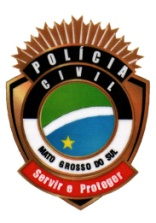 POLÍCIA
CIVIL
MATO GROSSO DO SUL
Servir e Proteger